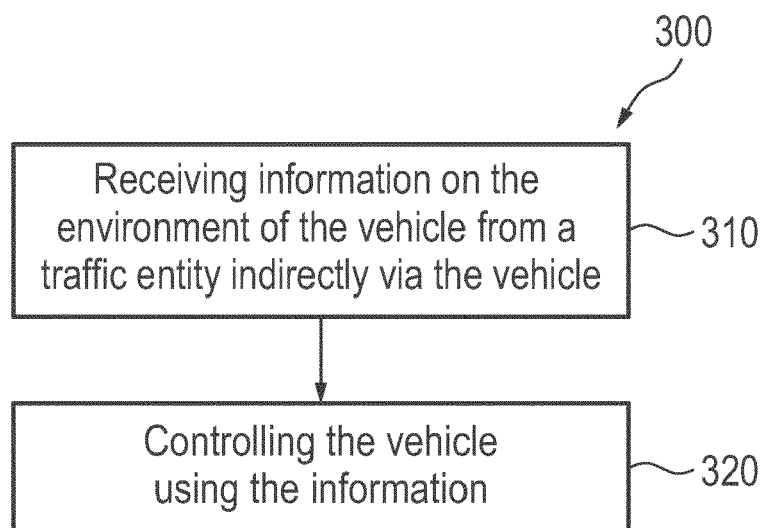 300
Receiving information on the
environment of the vehicle from a
traffic entity indirectly via the vehicle
310
Controlling the vehicle
using the information
320